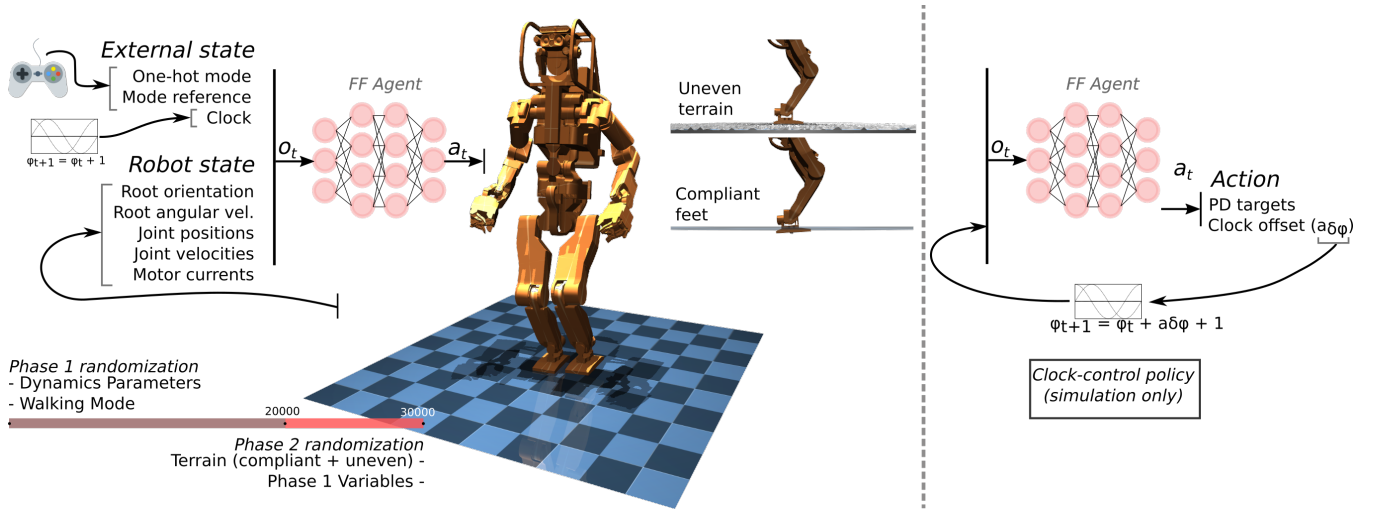 External state
One-hot mode
Mode reference
Clock
φt+1 = φt + 1
Robot state
Root orientation
Root angular vel.
Joint positions
Joint velocities
Motor currents
ot
FF Agent
at
Uneven
terrain
Compliant
feet
Phase 1 randomization
- Dynamics Parameters
- Walking Mode
20000
30000
Phase 2 randomization
Terrain (compliant + uneven) -
Phase 1 Variables -
ot
FF Agent
at
Action
PD targets
Clock offset (aδφ)
φt+1 = φt + aδφ + 1
Clock-control policy
(simulation only)